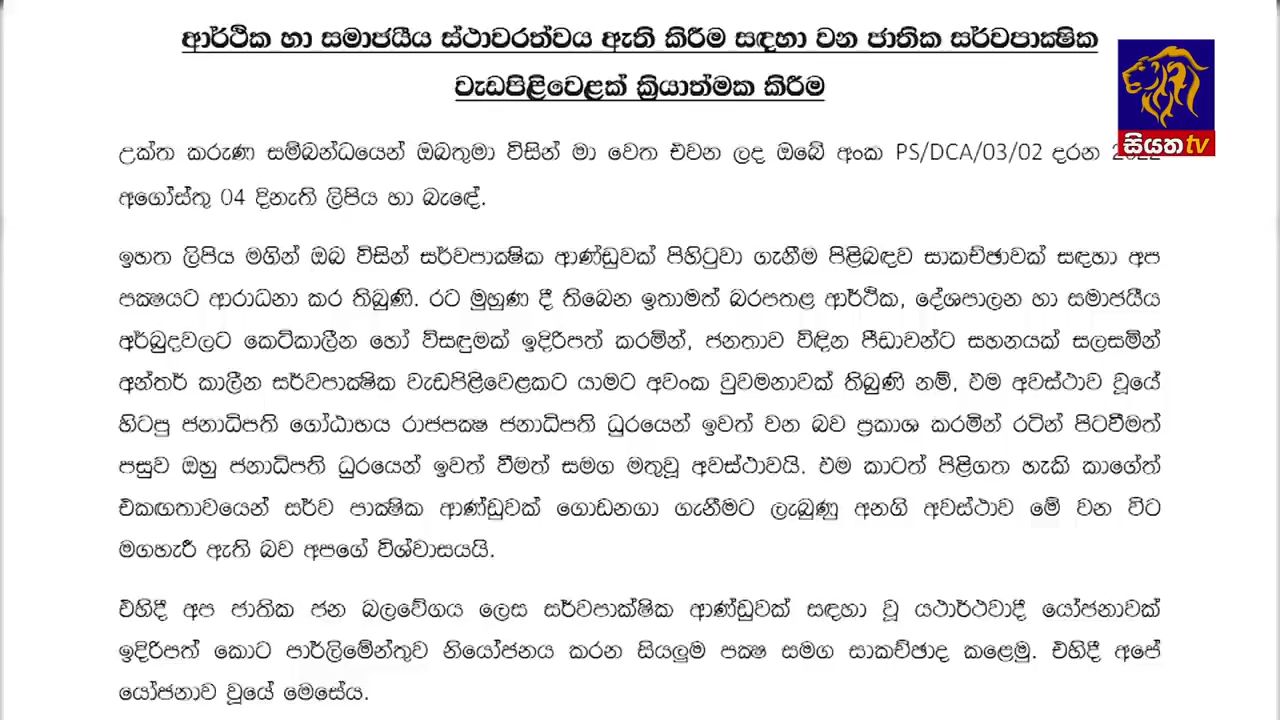 ආර්ථික හා සමාජයීය ස්ථාවරත්වය ඇති කිරීම සඳහා වන ජාතික සර්වපාක්‍ෂික
වැඩපිළිවෙළක් ක්‍රියාත්මක කිරීම
සියත tv
උක්ත කරුණ සම්බන්ධයෙන් ඔබතුමා විසින් මා වෙත එවන ලද ඔබේ අංක PS/DCA/03/02 දරන 2022
අගෝස්තු 04 දිනැති ලිපිය හා බැඳේ.
ඉහත ලිපිය මගින් ඔබ විසින් සර්වපාක්‍ෂික ආණ්ඩුවක් පිහිටුවා ගැනීම පිළිබඳව සාකච්ඡාවක් සඳහා අප
පක්‍ෂයට ආරාධනා කර තිබුණි. රට මුහුණ දී තිබෙන ඉතාමත් බරපතළ ආර්ථික, දේශපාලන හා සමාජයීය
අර්බුදවලට කෙටිකාලීන හෝ විසඳුමක් ඉදිරිපත් කරමින්, ජනතාව විඳින පීඩාවන්ට සහනයක් සලසමින්
අන්තර් කාලීන සර්වපාක්‍ෂික වැඩපිළිවෙළකට යාමට අවංක වුවමනාවක් තිබුණි නම්, එම අවස්ථාව වූයේ
හිටපු ජනාධිපති ගෝඨාභය රාජපක්‍ෂ ජනාධිපති ධුරයෙන් ඉවත් වන බව ප්‍රකාශ කරමින් රටින් පිටවීමත්
පසුව ඔහු ජනාධිපති ධුරයෙන් ඉවත් වීමත් සමග මතුවූ අවස්ථාවයි. එම කාටත් පිළිගත හැකි කාගේත්
එකඟතාවයෙන් සර්ව පාක්‍ෂික ආණ්ඩුවක් ගොඩනගා ගැනීමට ලැබුණු අනගි අවස්ථාව මේ වන විට
මගහැරී ඇති බව අපගේ විශ්වාසයයි.
එහිදී අප ජාතික ජන බලවේගය ලෙස සර්වපාක්ෂික ආණ්ඩුවක් සඳහා වූ යථාර්ථවාදී යෝජනාවක්
ඉදිරිපත් කොට පාර්ලිමේන්තුව නියෝජනය කරන සියලුම පක්‍ෂ සමග සාකච්ඡාද කළෙමු. එහිදී අපේ
යෝජනාව වූයේ මෙසේය.